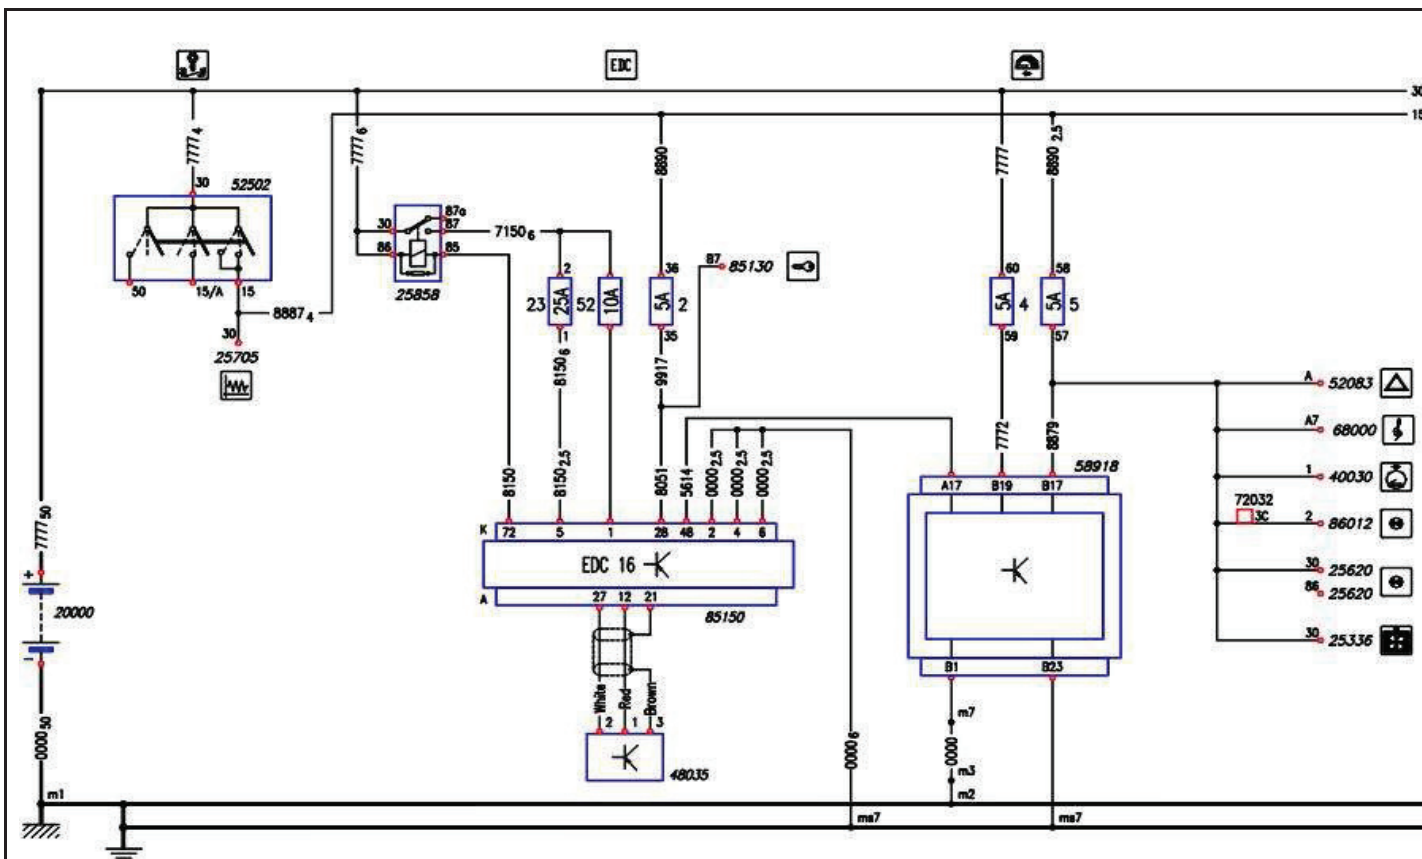 EDC
30
15
7777 4
7777 6
8890
7777
8890 2.5
30
52502
50
15/A
15
8887 4
30
25705
30
86
87a
87
85
7150 6
25858
2
23
25A
1
52
10A
36
5A
2
35
B7
85130
60
5A
4
59
58
5A
5
57
8150 6
9917
8150
8150 2.5
8051
5614
0000 2.5
0000 2.5
0000 2.5
7772
8879
A
52083
A7
68000
1
40030
72032
3C
2
86012
30
25620
86
25620
30
25336
58918
A17
B19
B17
B1
B23
K
72
5
1
28
48
2
4
6
EDC 16
A
27
12
21
85150
White
Red
Brown
2
1
3
48035
7777 50
+
20000
-
0000 50
0000 6
m7
0000
m3
m1
m2
ms7
ms7